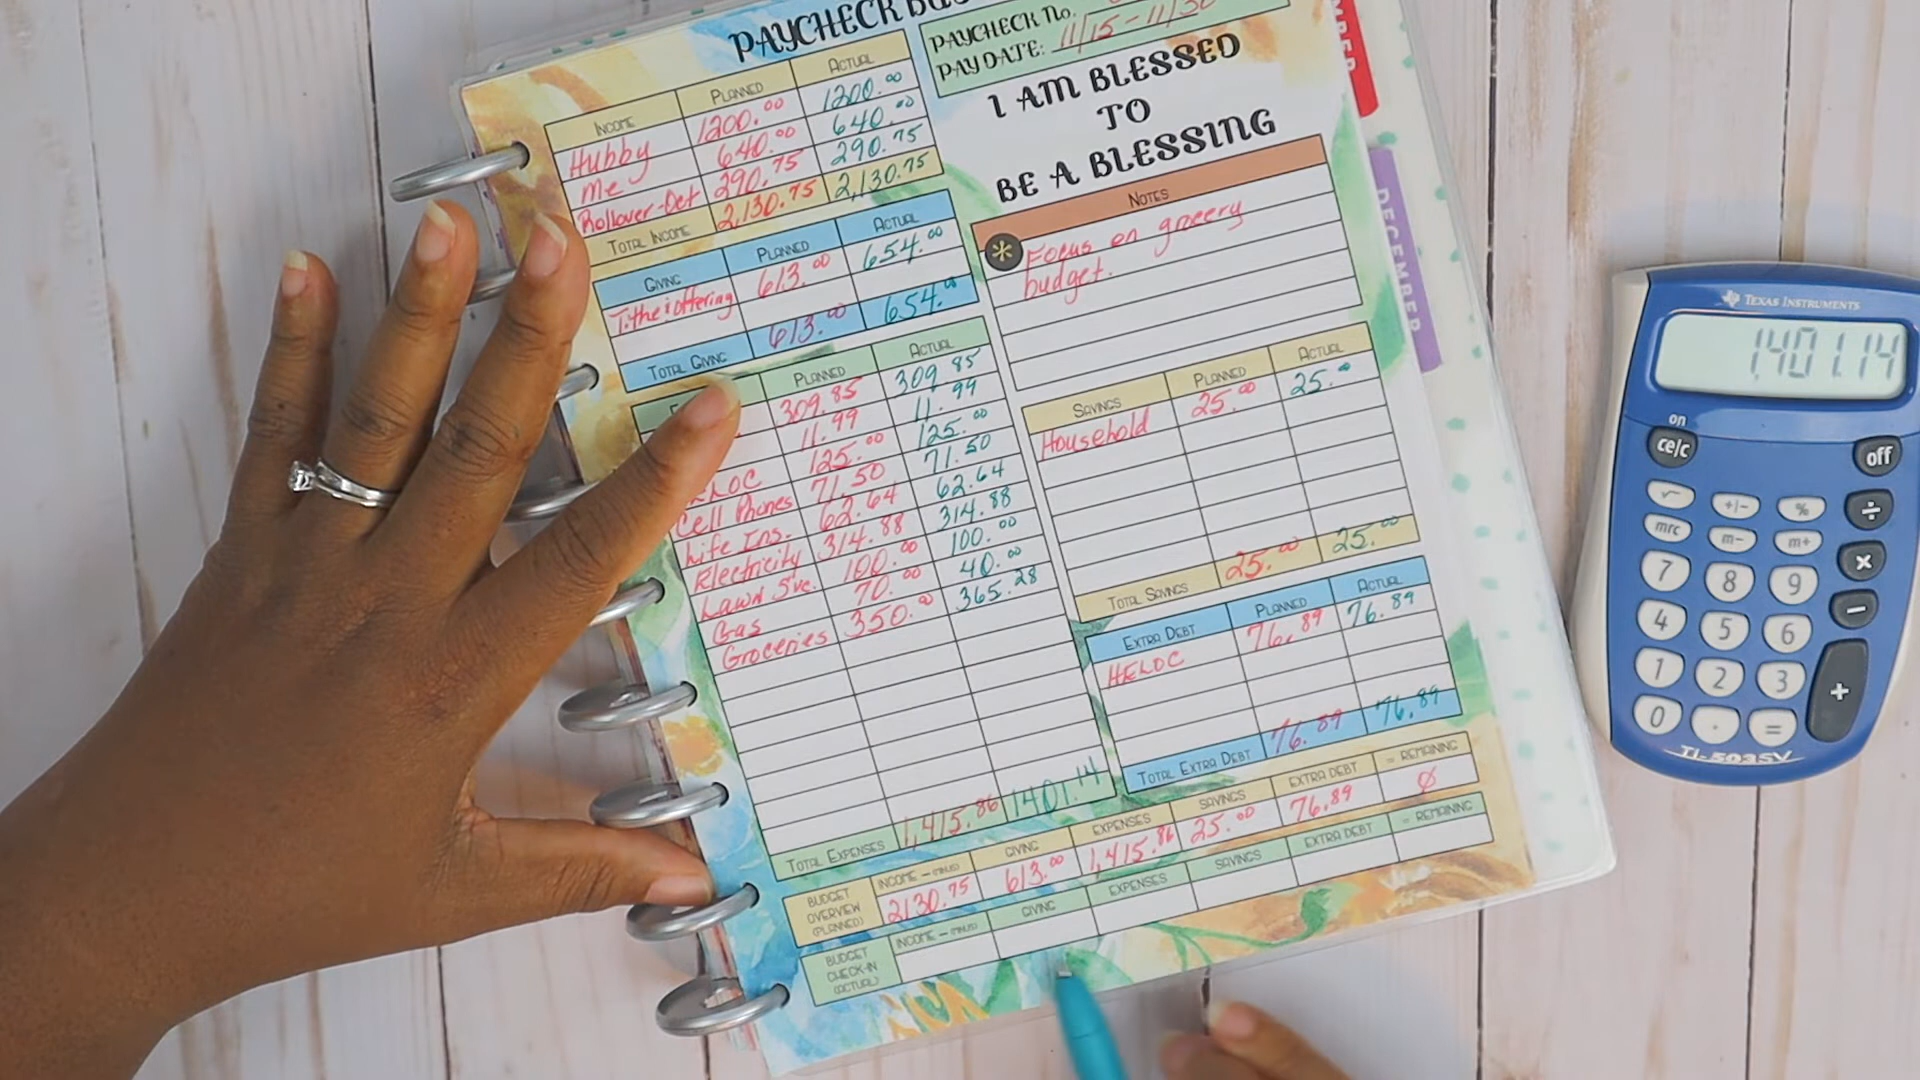 PAYCHECK
PAYCHECK NO.
PAY DATE: 11/15-11/30
I AM BLESSED
TO
BE A BLESSING
INCOME PLANNED ACTUAL
Hubby 1200.00 1200.00
Me 640.00 640.00
Rollover-Oct 290.75 290.75
TOTAL INCOME 2,130.75 2,130.75
GIVING PLANNED ACTUAL
Tithe & offering 613.00 654.00
TOTAL GIVING 613.00 654.00
PLANNED ACTUAL
309.85 309.85
11.99 11.99
125.00 125.00
Cell Phones 71.50 71.50
Life Ins. 62.64 62.64
Electricity 314.88 314.88
Lawn Svc. 100.00 100.00
Gas 70.00 40.00
Groceries 350.00 365.28
TOTAL EXPENSES 1,415.86 1401.14
NOTES
* Focus on grocery
budget.
SAVINGS PLANNED ACTUAL
Household 25.00 25.00
TOTAL SAVINGS 25.00 25.00
EXTRA DEBT PLANNED ACTUAL
HELOC 76.89 76.89
TOTAL EXTRA DEBT 76.89 76.89
BUDGET OVERVIEW (PLANNED) INCOME - (MINUS) GIVING EXPENSES SAVINGS EXTRA DEBT = REMAINING
2130.75 613.00 1,415.86 25.00 76.89 0
BUDGET CHECK-IN (ACTUAL) INCOME - (MINUS) GIVING EXPENSES SAVINGS EXTRA DEBT = REMAINING
DECEMBER
TEXAS INSTRUMENTS
1,401.14
on
ce/c off
√ +/- % ÷
mrc m- m+ ×
7 8 9 −
4 5 6
1 2 3 +
0 . =
TI-503SV